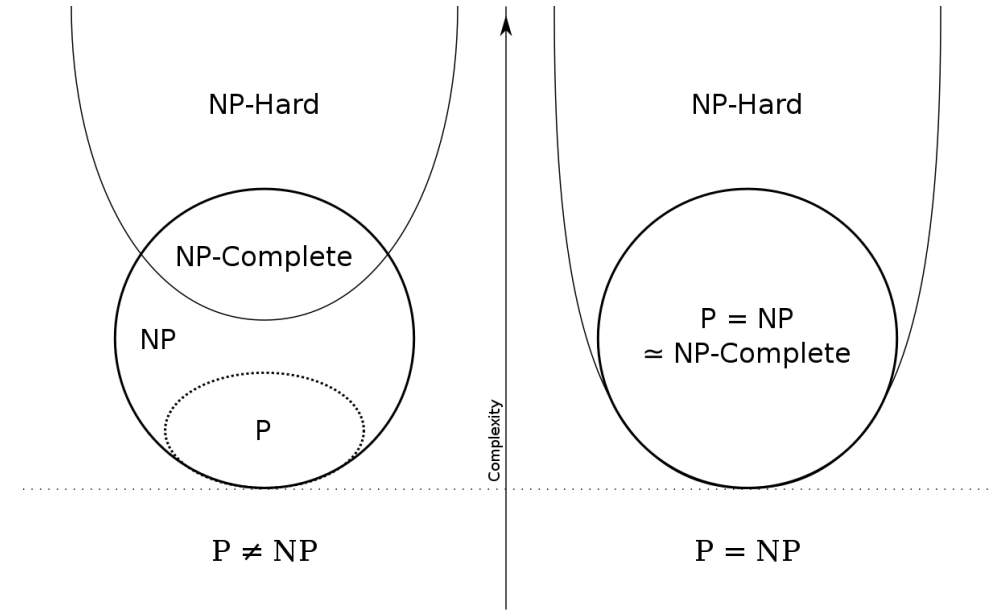 NP-Hard
NP-Complete
NP
P
P ≠ NP
Complexity
NP-Hard
P = NP
≃ NP-Complete
P = NP